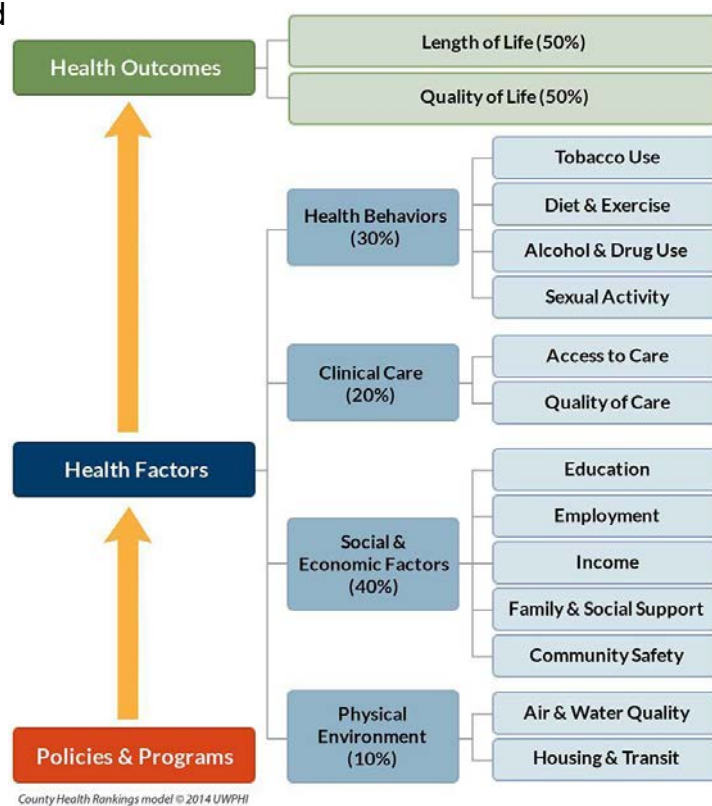 d
Health Outcomes
Length of Life (50%)
Quality of Life (50%)
Health Behaviors
(30%)
Tobacco Use
Diet & Exercise
Alcohol & Drug Use
Sexual Activity
Clinical Care
(20%)
Access to Care
Quality of Care
Health Factors
Social &
Economic Factors
(40%)
Education
Employment
Income
Family & Social Support
Community Safety
Physical
Environment
(10%)
Air & Water Quality
Housing & Transit
Policies & Programs
County Health Rankings model © 2014 UWPHI